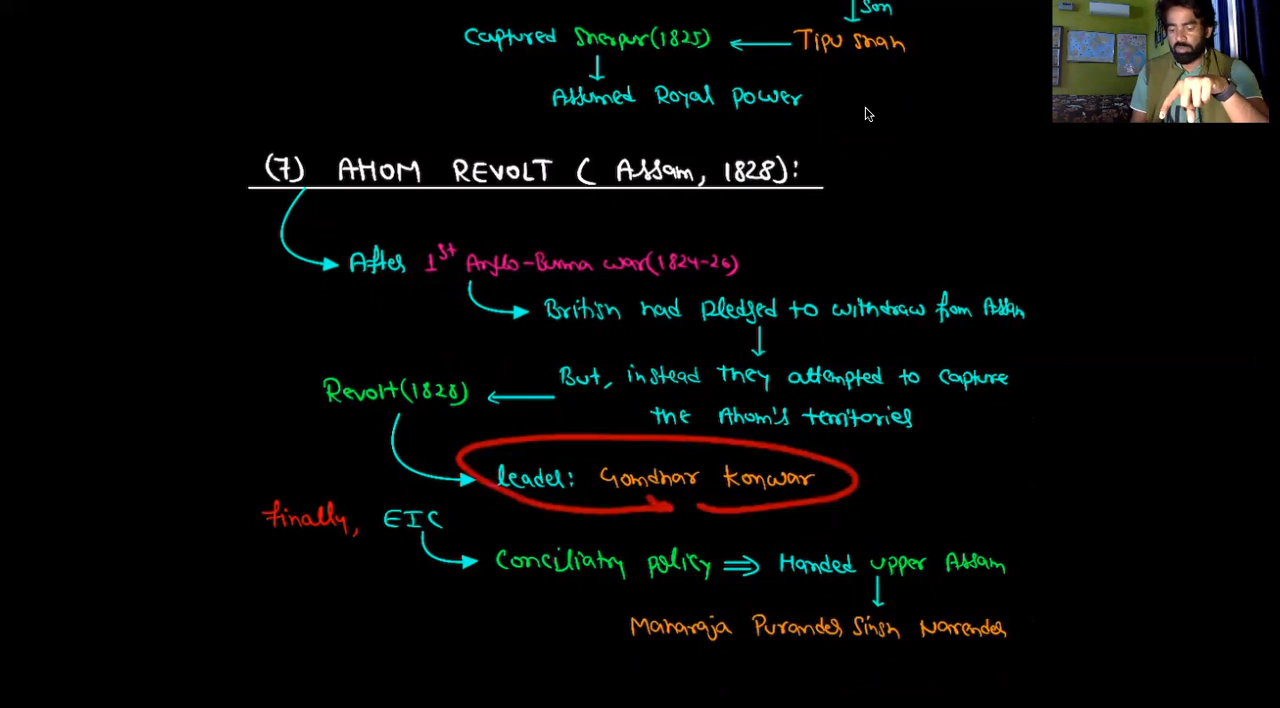 ↓ Son
Captured Sherpur(1825) ← Tipu Shah
↓
Assumed Royal power
(7) AHOM REVOLT ( Assam, 1828):
After 1st Anglo-Burma war(1824-26)
British had pledged to withdraw from Assam
↓
But, instead they attempted to capture
Revolt(1828) ←
the Ahom's territories
leader: Gomdhar Konwar
finally, EIC
Conciliatry policy ⇒ Handed upper Assam
↓
Maharaja Purander Singh Narender